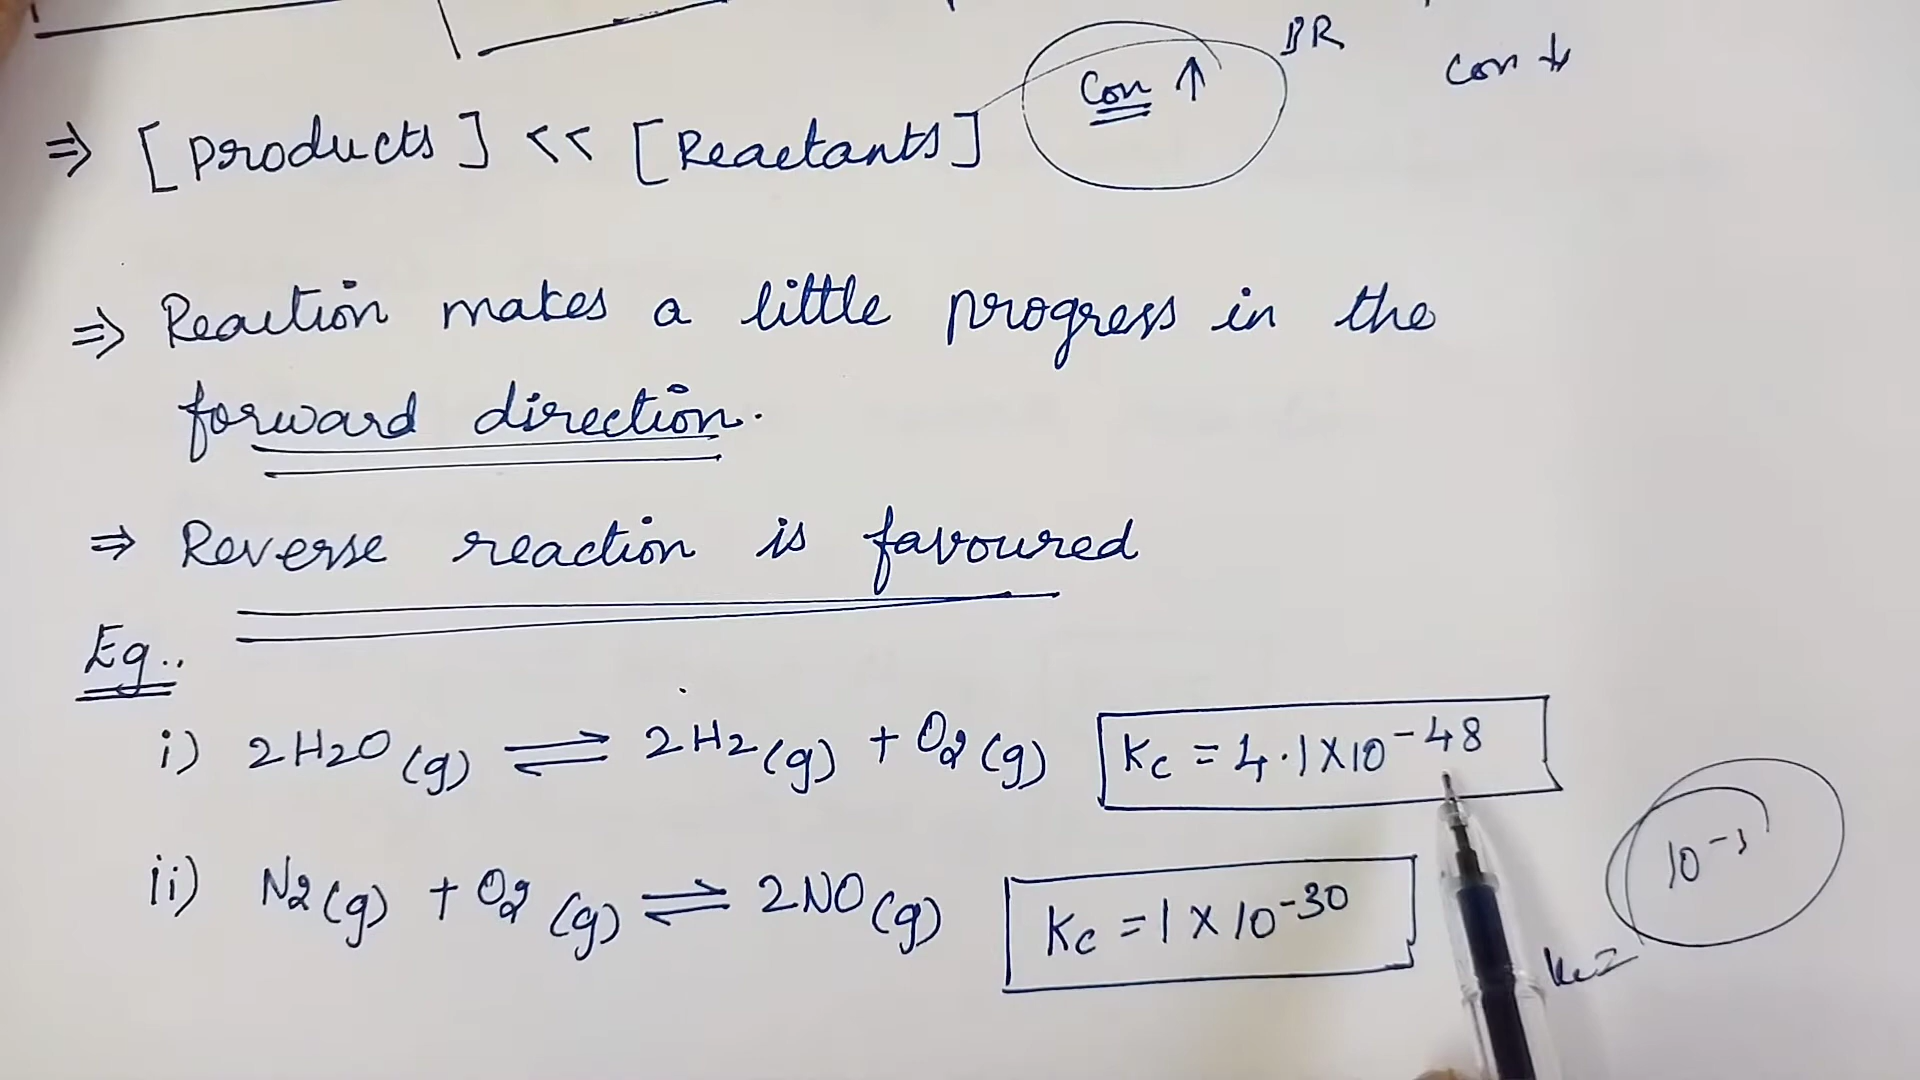 BR
Con ↑
con ↓
⇒ [products] << [Reactants]
⇒ Reaction makes a little progress in the
forward direction.
⇒ Reverse reaction is favoured
Eg..
i) 2H2O (g) ⇌ 2H2 (g) + O2 (g) Kc = 4.1 X 10^-48
ii) N2 (g) + O2 (g) ⇌ 2NO (g) Kc = 1 X 10^-30
10^-3
Kc =